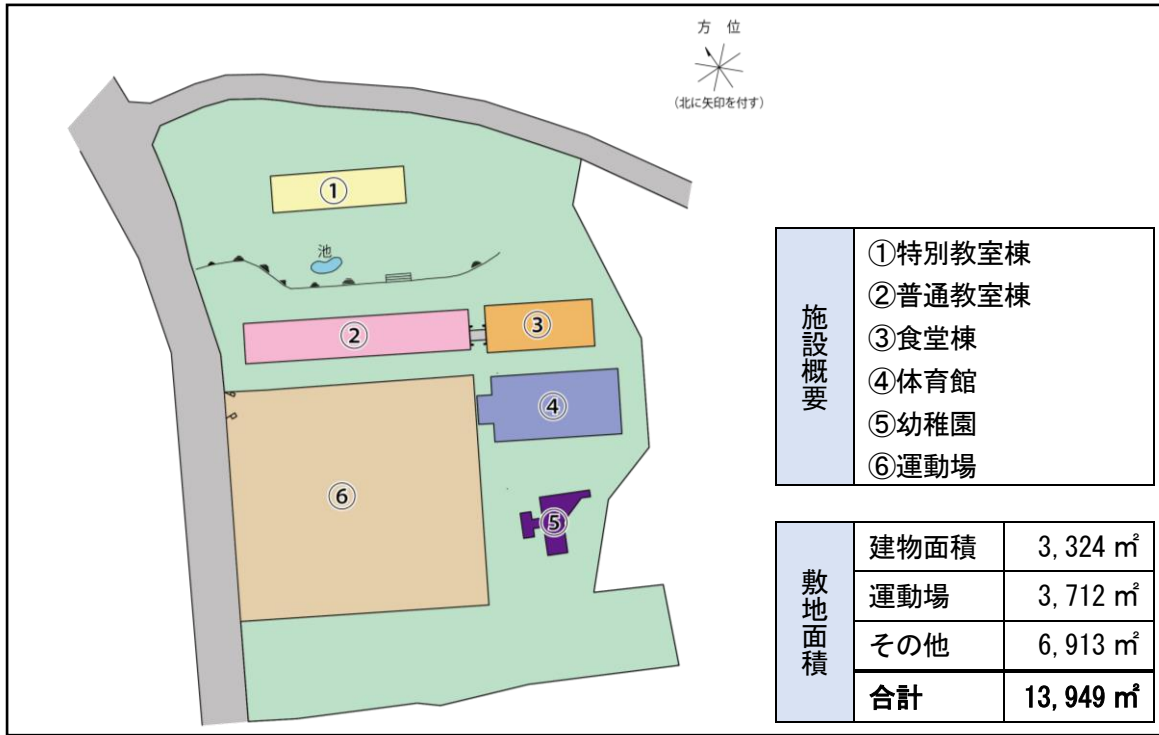 方 位
(北に矢印を付す)
①
池
②
③
④
⑤
⑥
施設概要
①特別教室棟
②普通教室棟
③食堂棟
④体育館
⑤幼稚園
⑥運動場
敷地面積
建物面積 3,324 ㎡
運動場 3,712 ㎡
その他 6,913 ㎡
合計 13,949 ㎡